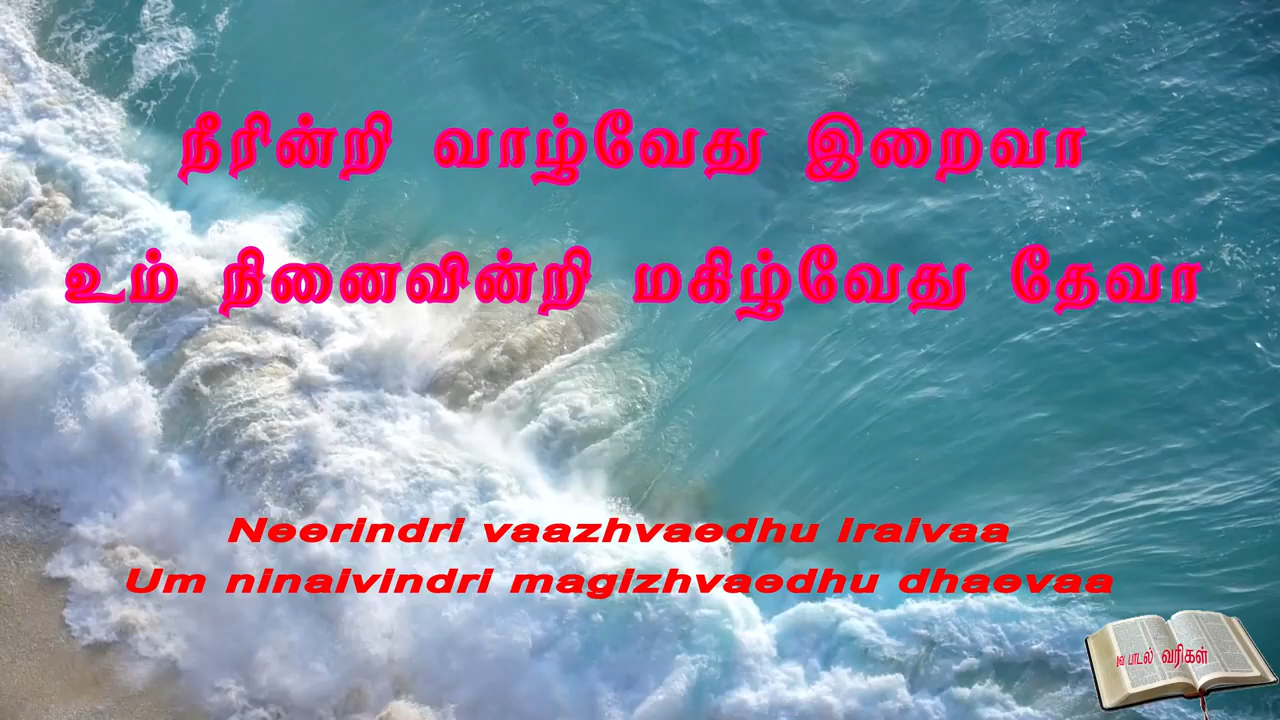 நீரின்றி வாழ்வேது இறைவா
உம் நினைவின்றி மகிழ்வேது தேவா
Neerindri vaazhvaedhu Iraivaa
Um ninaivindri magizhvaedhu dhaevaa
பாடல் வரிகள்